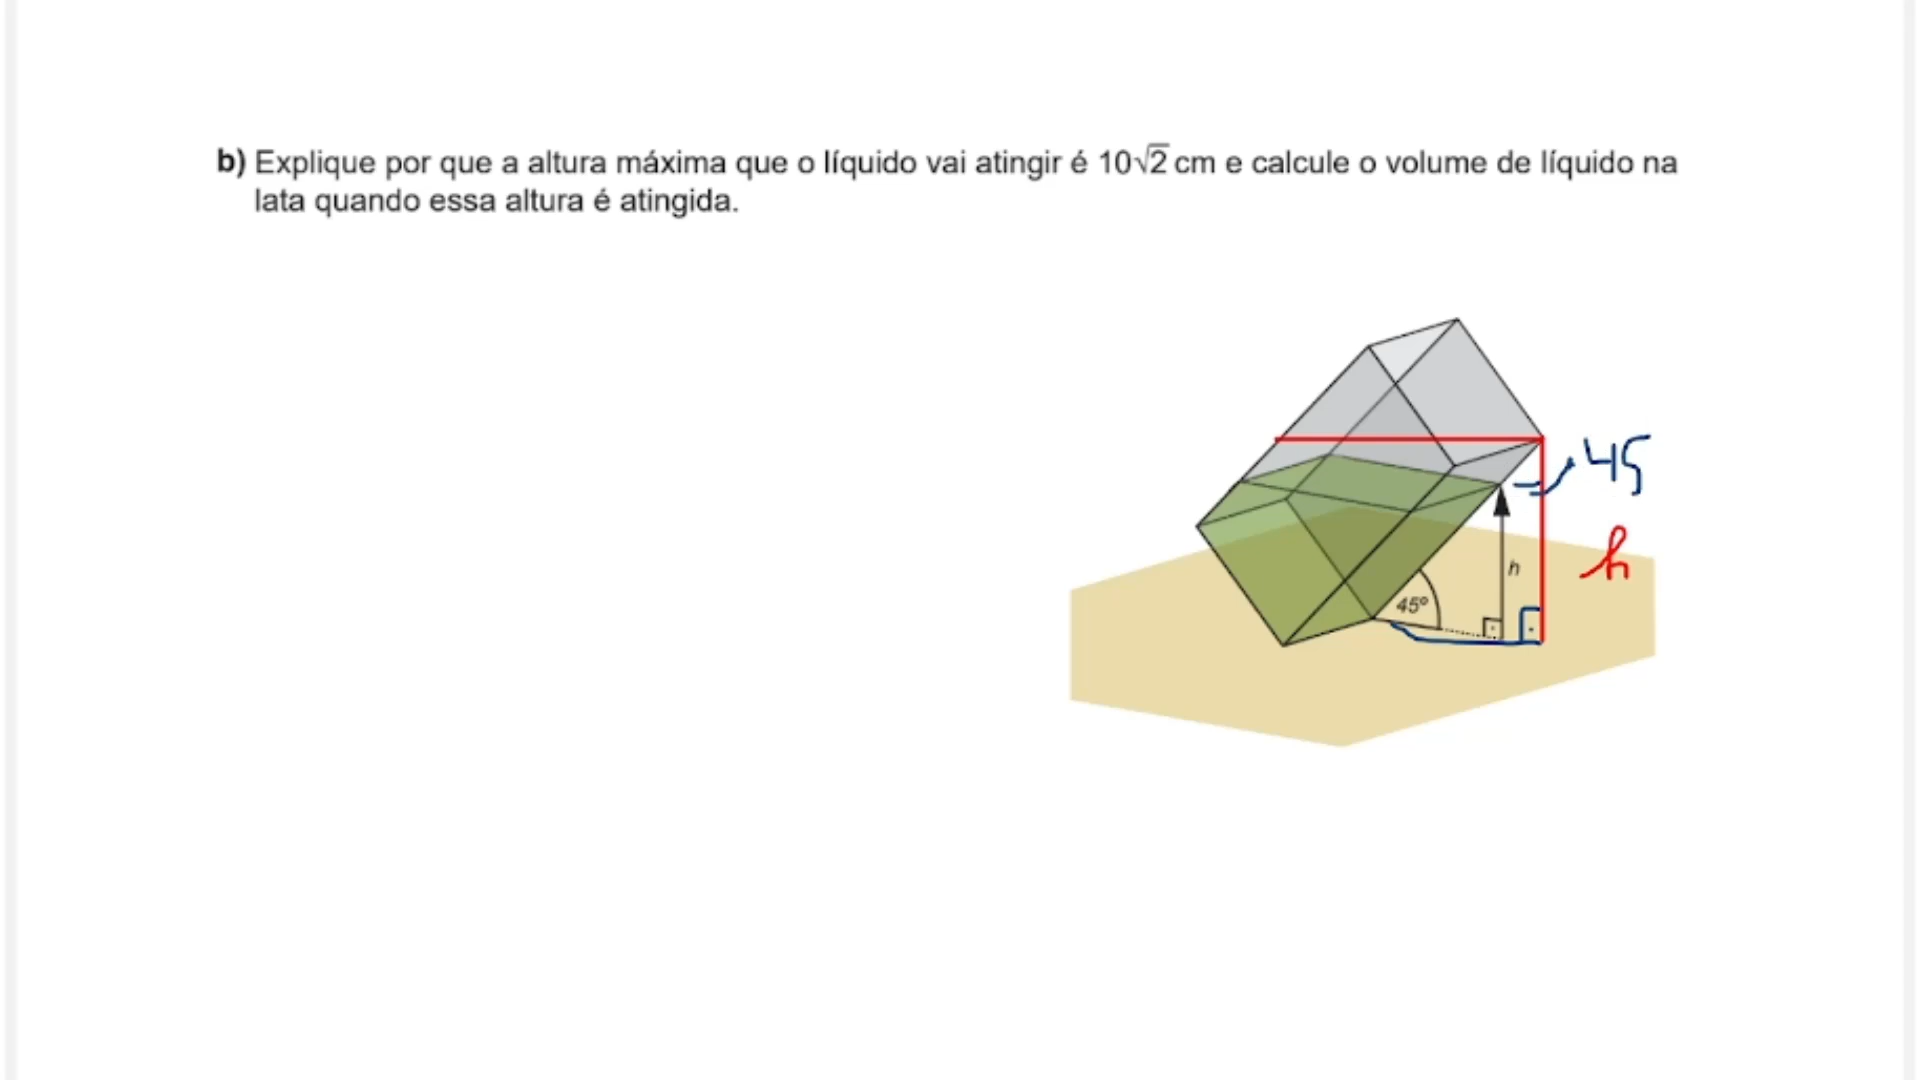 b) Explique por que a altura máxima que o líquido vai atingir é 10√2 cm e calcule o volume de líquido na
lata quando essa altura é atingida.
45
h
h
45º